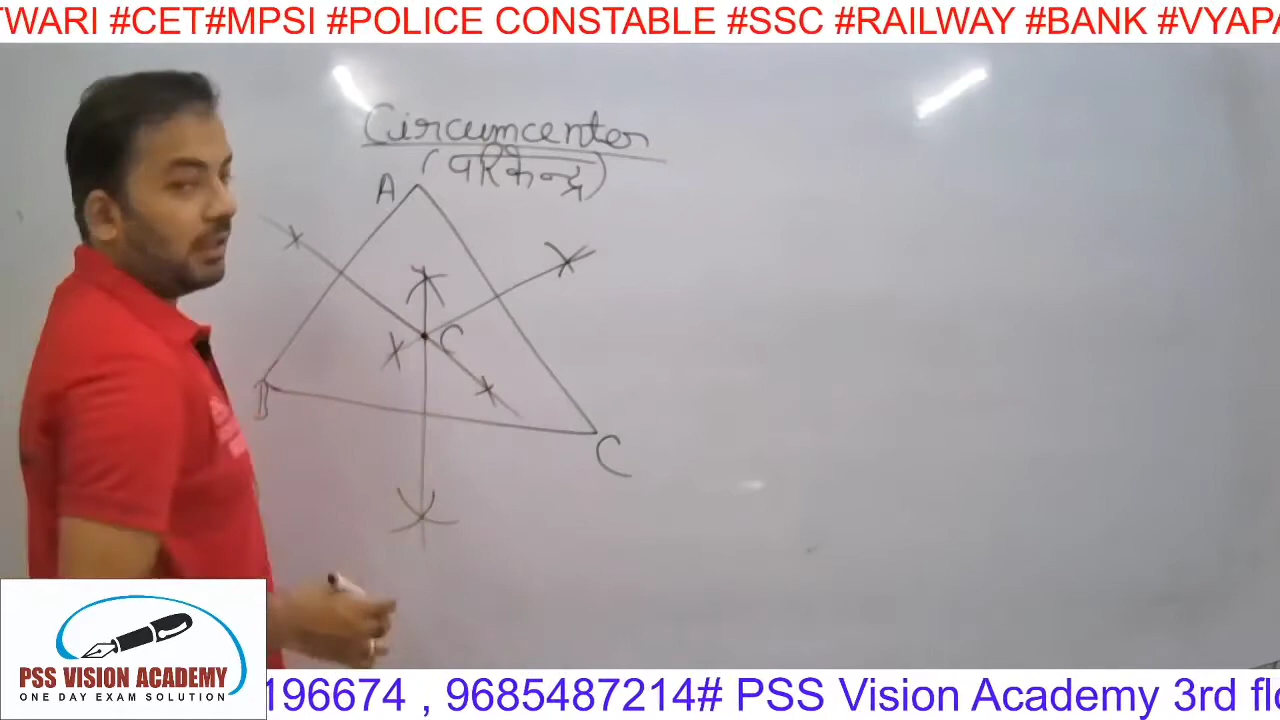 TWARI #CET#MPSI #POLICE CONSTABLE #SSC #RAILWAY #BANK #VYAPA
Circumcenter
(परिकेन्द्र)
A
C
B
C
PSS VISION ACADEMY
ONE DAY EXAM SOLUTION
196674 , 9685487214# PSS Vision Academy 3rd flo